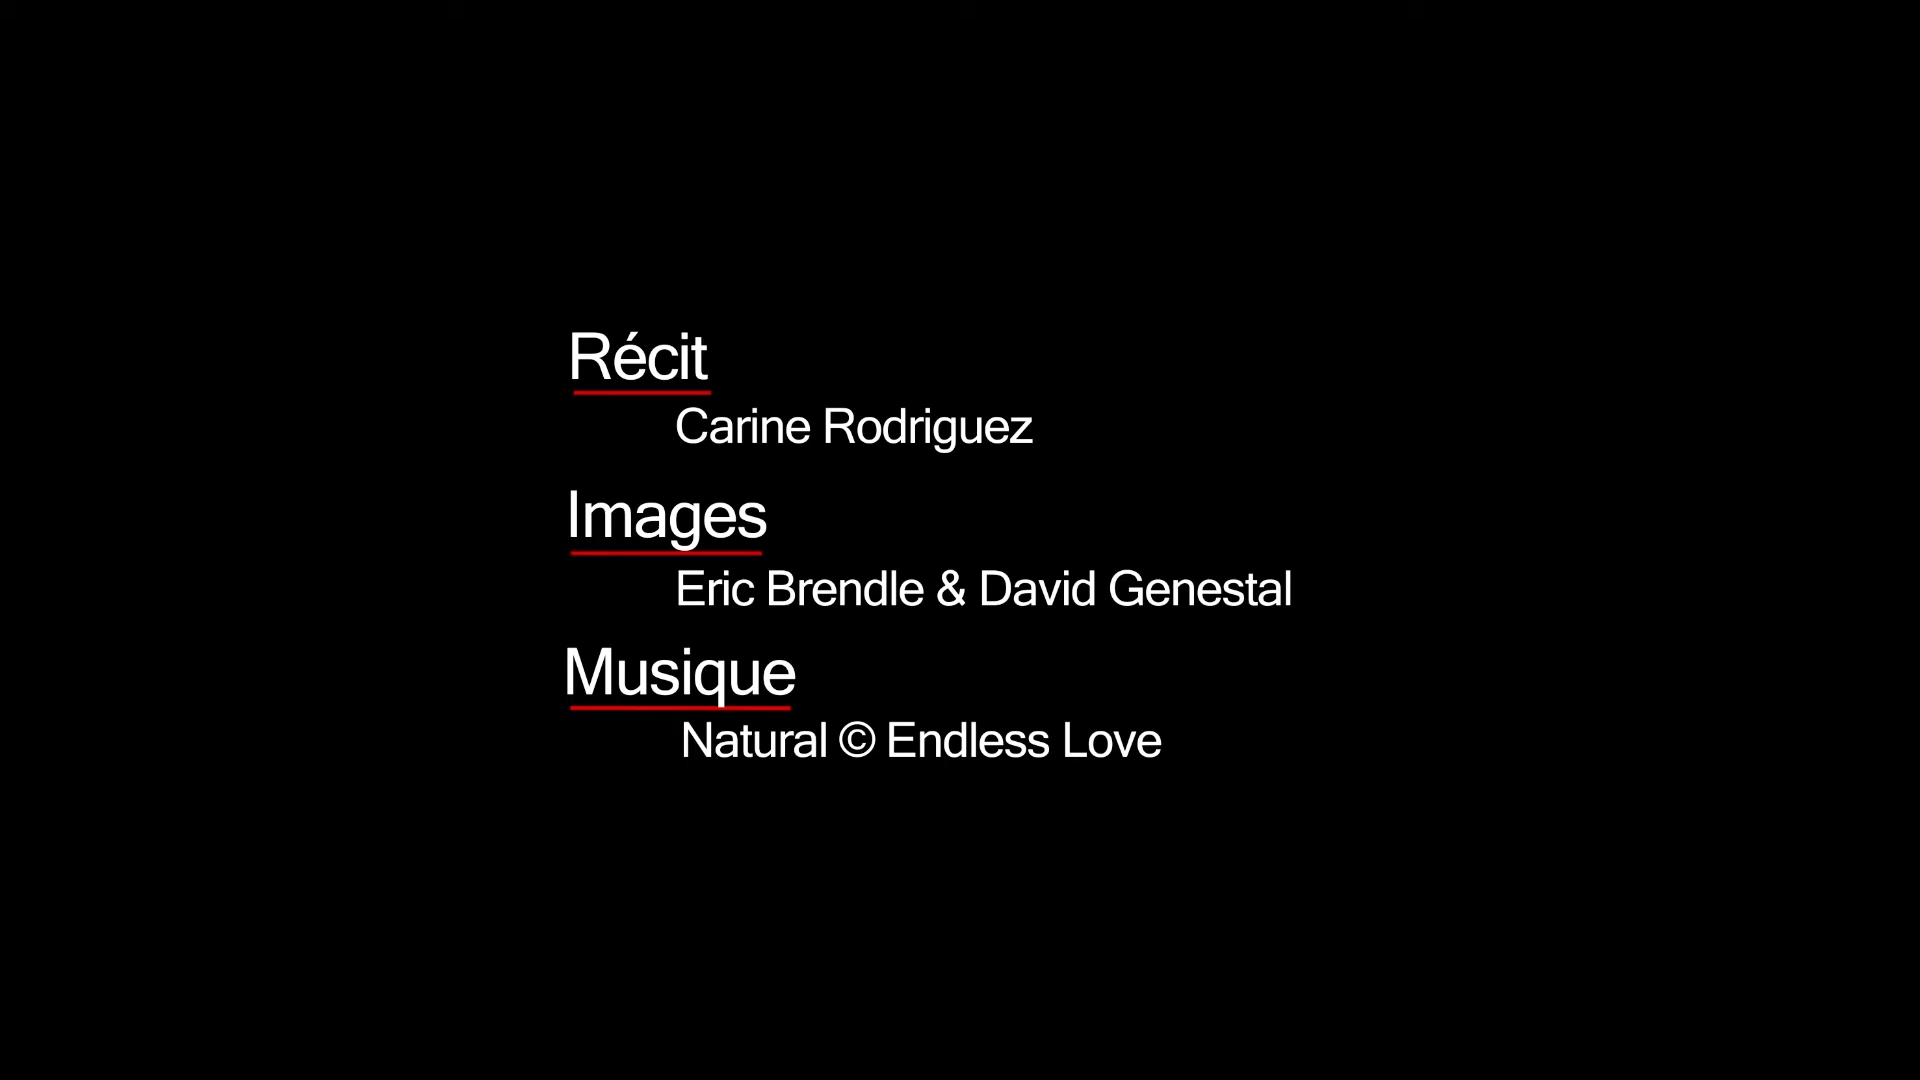 Récit
Carine Rodriguez
Images
Eric Brendle & David Genestal
Musique
Natural © Endless Love